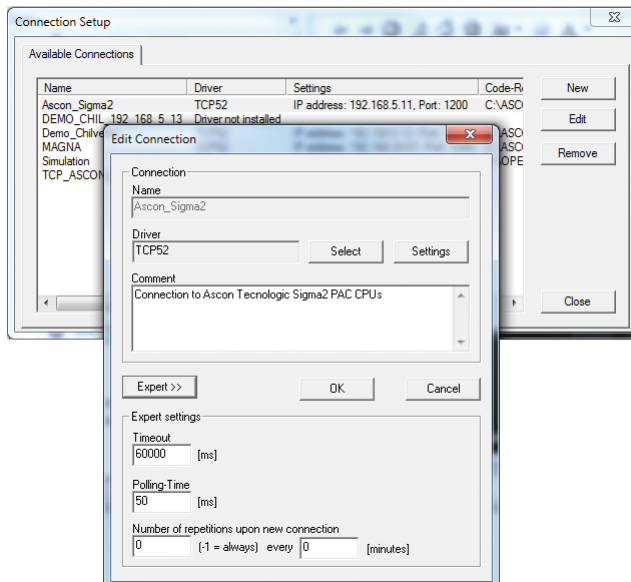 Connection Setup
Available Connections
Name Driver Settings Code-R
Ascon_Sigma2 TCP52 IP address: 192.168.5.11, Port: 1200 C:\ASC
DEMO_CHIL_192_168_5_13 Driver not installed
Demo_Chilve
MAGNA
Simulation
TCP_ASCON
New
Edit
Remove
Close
Edit Connection
Connection
Name
Ascon_Sigma2
Driver
TCP52 Select Settings
Comment
Connection to Ascon Tecnologic Sigma2 PAC CPUs
Expert >> OK Cancel
Expert settings
Timeout
60000 [ms]
Polling-Time
50 [ms]
Number of repetitions upon new connection
0 (-1 = always) every 0 [minutes]